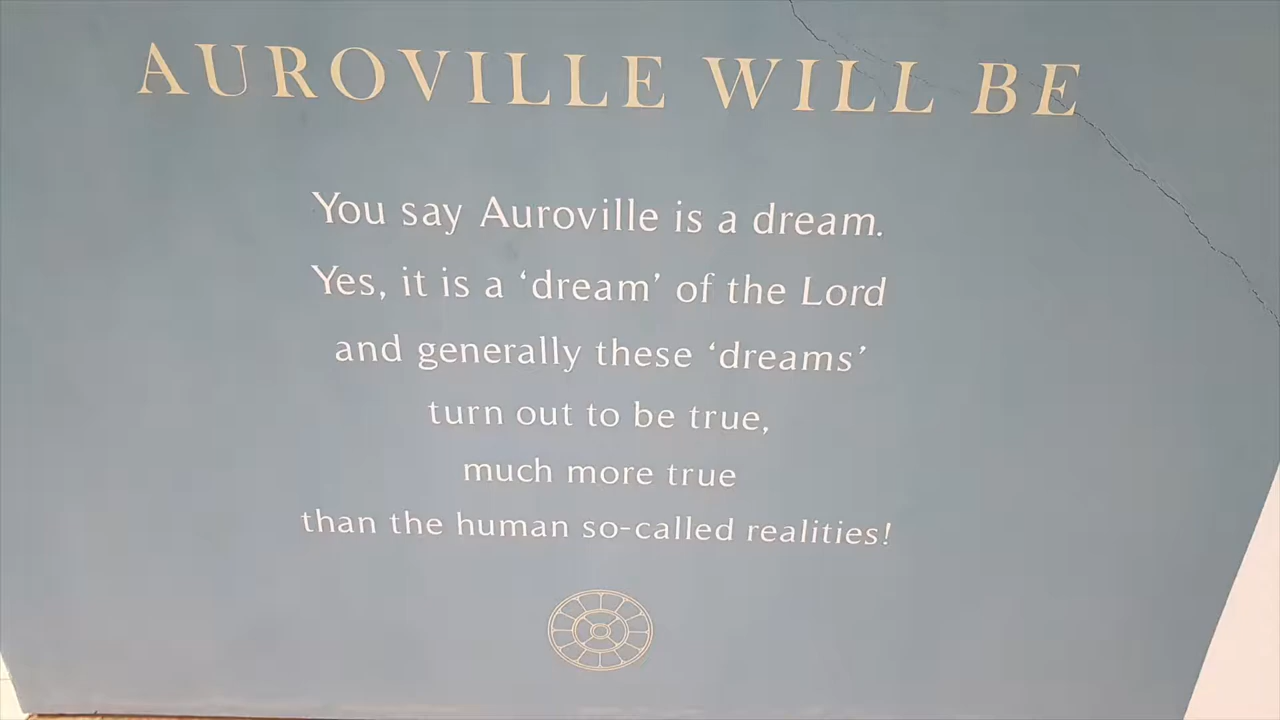 AUROVILLE WILL BE
You say Auroville is a dream.
Yes, it is a ‘dream’ of the Lord
and generally these ‘dreams’
turn out to be true,
much more true
than the human so-called realities!